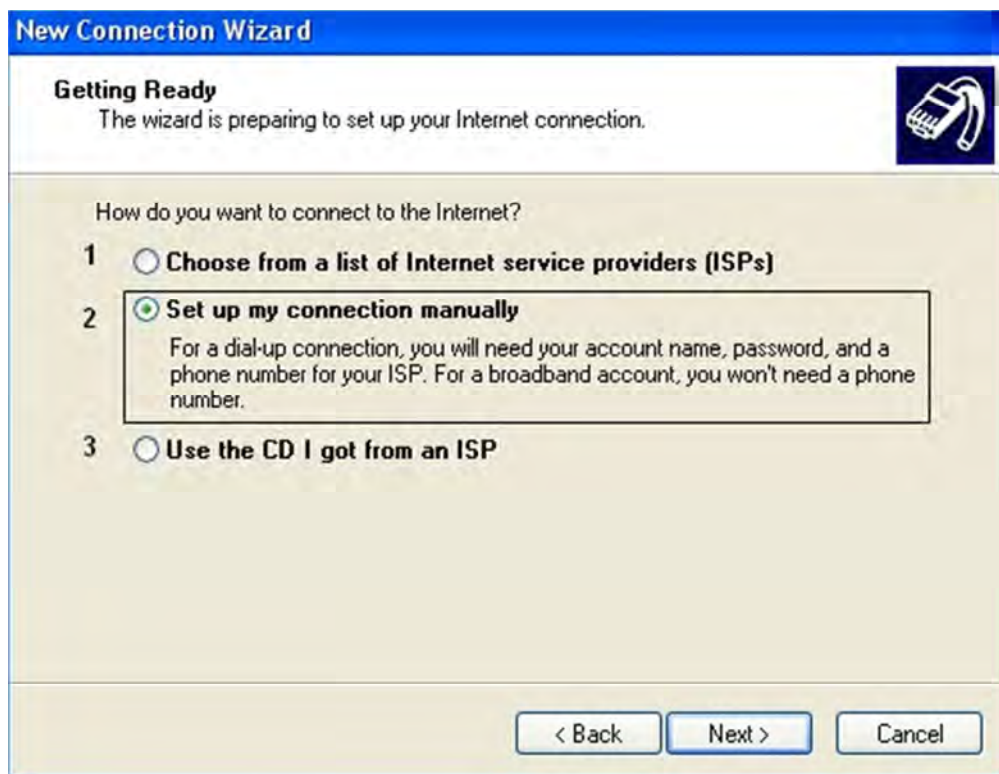 New Connection Wizard
Getting Ready
The wizard is preparing to set up your Internet connection.
How do you want to connect to the Internet?
1 Choose from a list of Internet service providers (ISPs)
2 Set up my connection manually
For a dial-up connection, you will need your account name, password, and a
phone number for your ISP. For a broadband account, you won't need a phone
number.
3 Use the CD I got from an ISP
< Back Next > Cancel